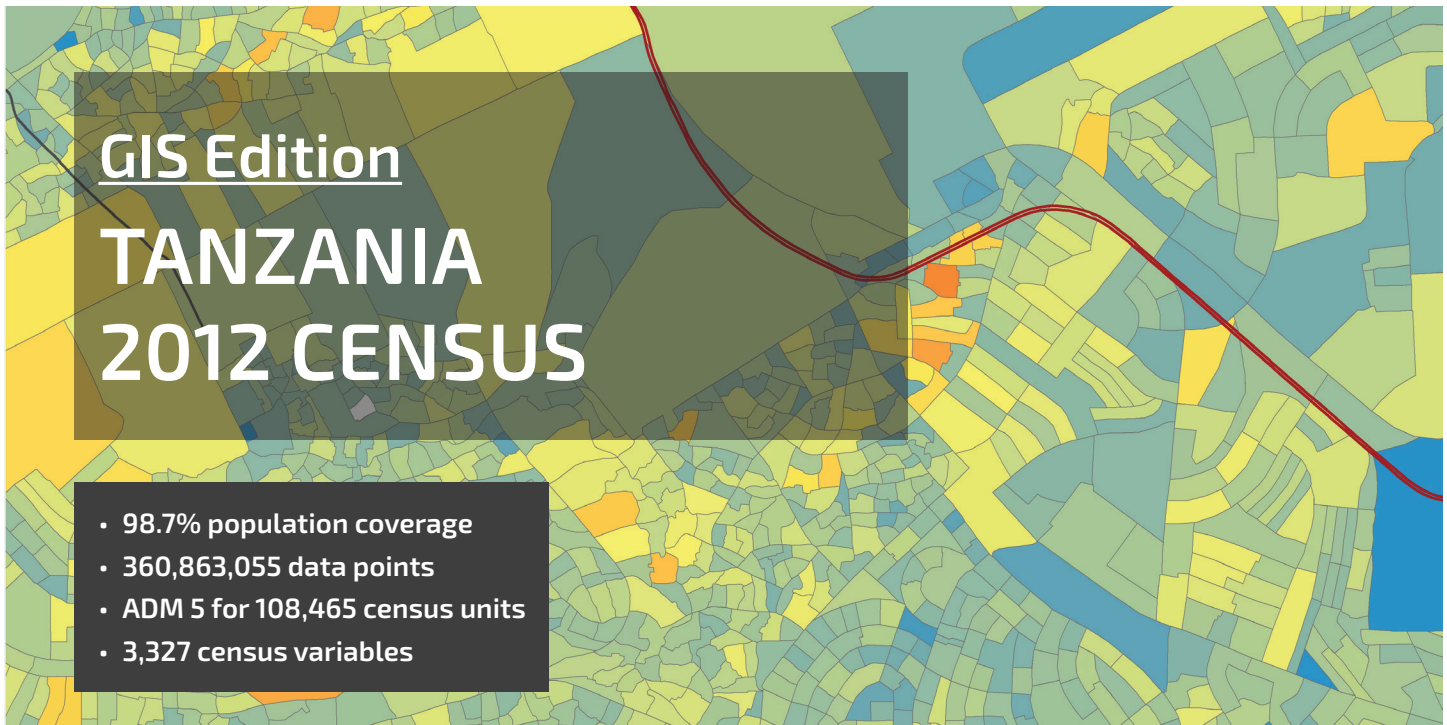 GIS Edition
TANZANIA
2012 CENSUS
• 98.7% population coverage
• 360,863,055 data points
• ADM 5 for 108,465 census units
• 3,327 census variables